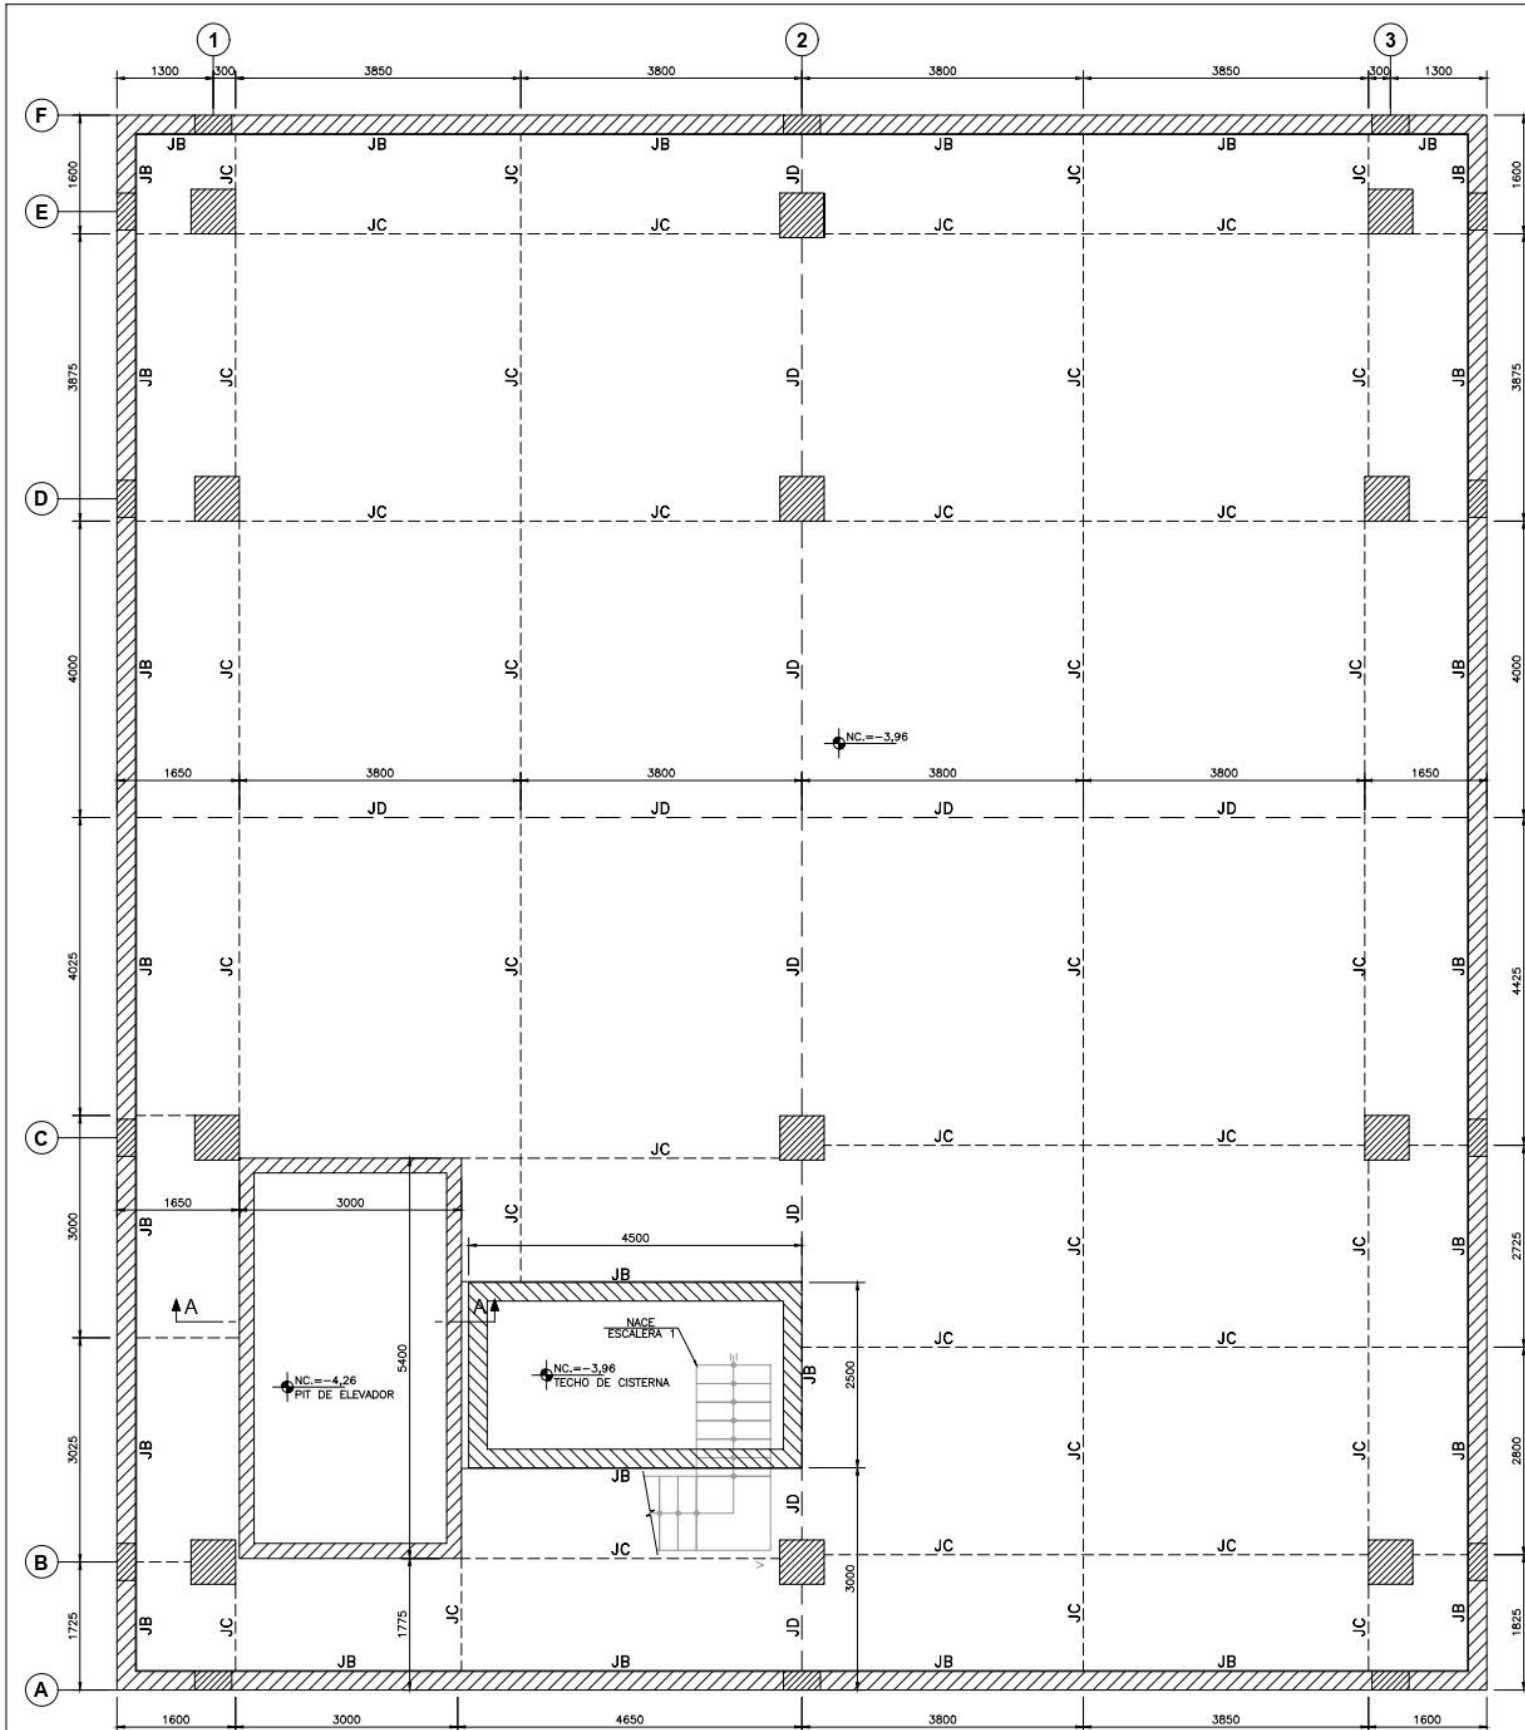 1 2 3
1300 300 3850 3800 3800 3850 300 1300
F
JB JB JB JB JB JB
1600 JB JC JC JD JC JC JB 1600
E
JC JC JC JC
3875 JB JC JC JD JC JC JB 3875
D
JC JC JC JC
4000 JB JC JC JD JC JC JB 4000
NC.=-3,96
1650 3800 3800 3800 3800 1650
JD JD JD JD
4025 JB JC JC JD JC JC JB 4425
C
JC JC JC
1650 3000
3000 JB JC JD JC JC JB 2725
4500
JB
A A
NACE
ESCALERA 1
JC JC
5400 JB 2500
NC.=-3,96
TECHO DE CISTERNA
NC.=-4,26
PIT DE ELEVADOR
3025 JB JC JC JB 2800
JB
JD
B
JC JC JC
V
3000
1725 JB JC 1775 JC JD JC JC JB 1825
JB JB JB JB
A
1600 3000 4650 3800 3850 1600